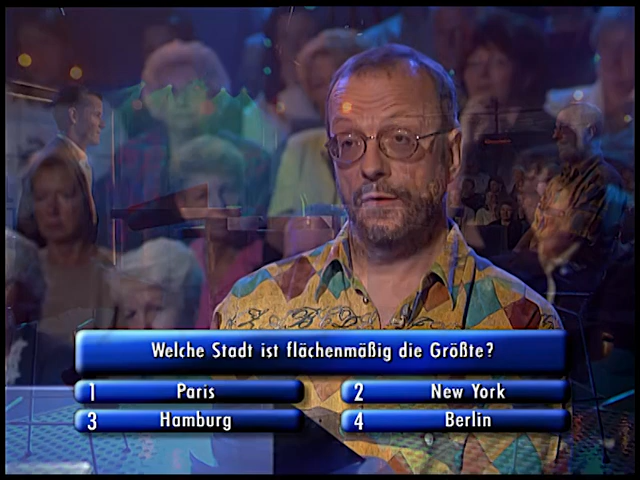 Welche Stadt ist flächenmäßig die Größte?
1 Paris
2 New York
3 Hamburg
4 Berlin